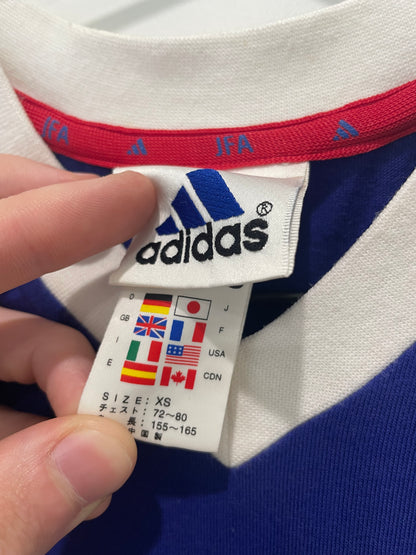 JFA JFA
adidas®
D J
GB F
I USA
E CDN
SIZE: XS
チェスト: 72~80
長: 155~165
中国製